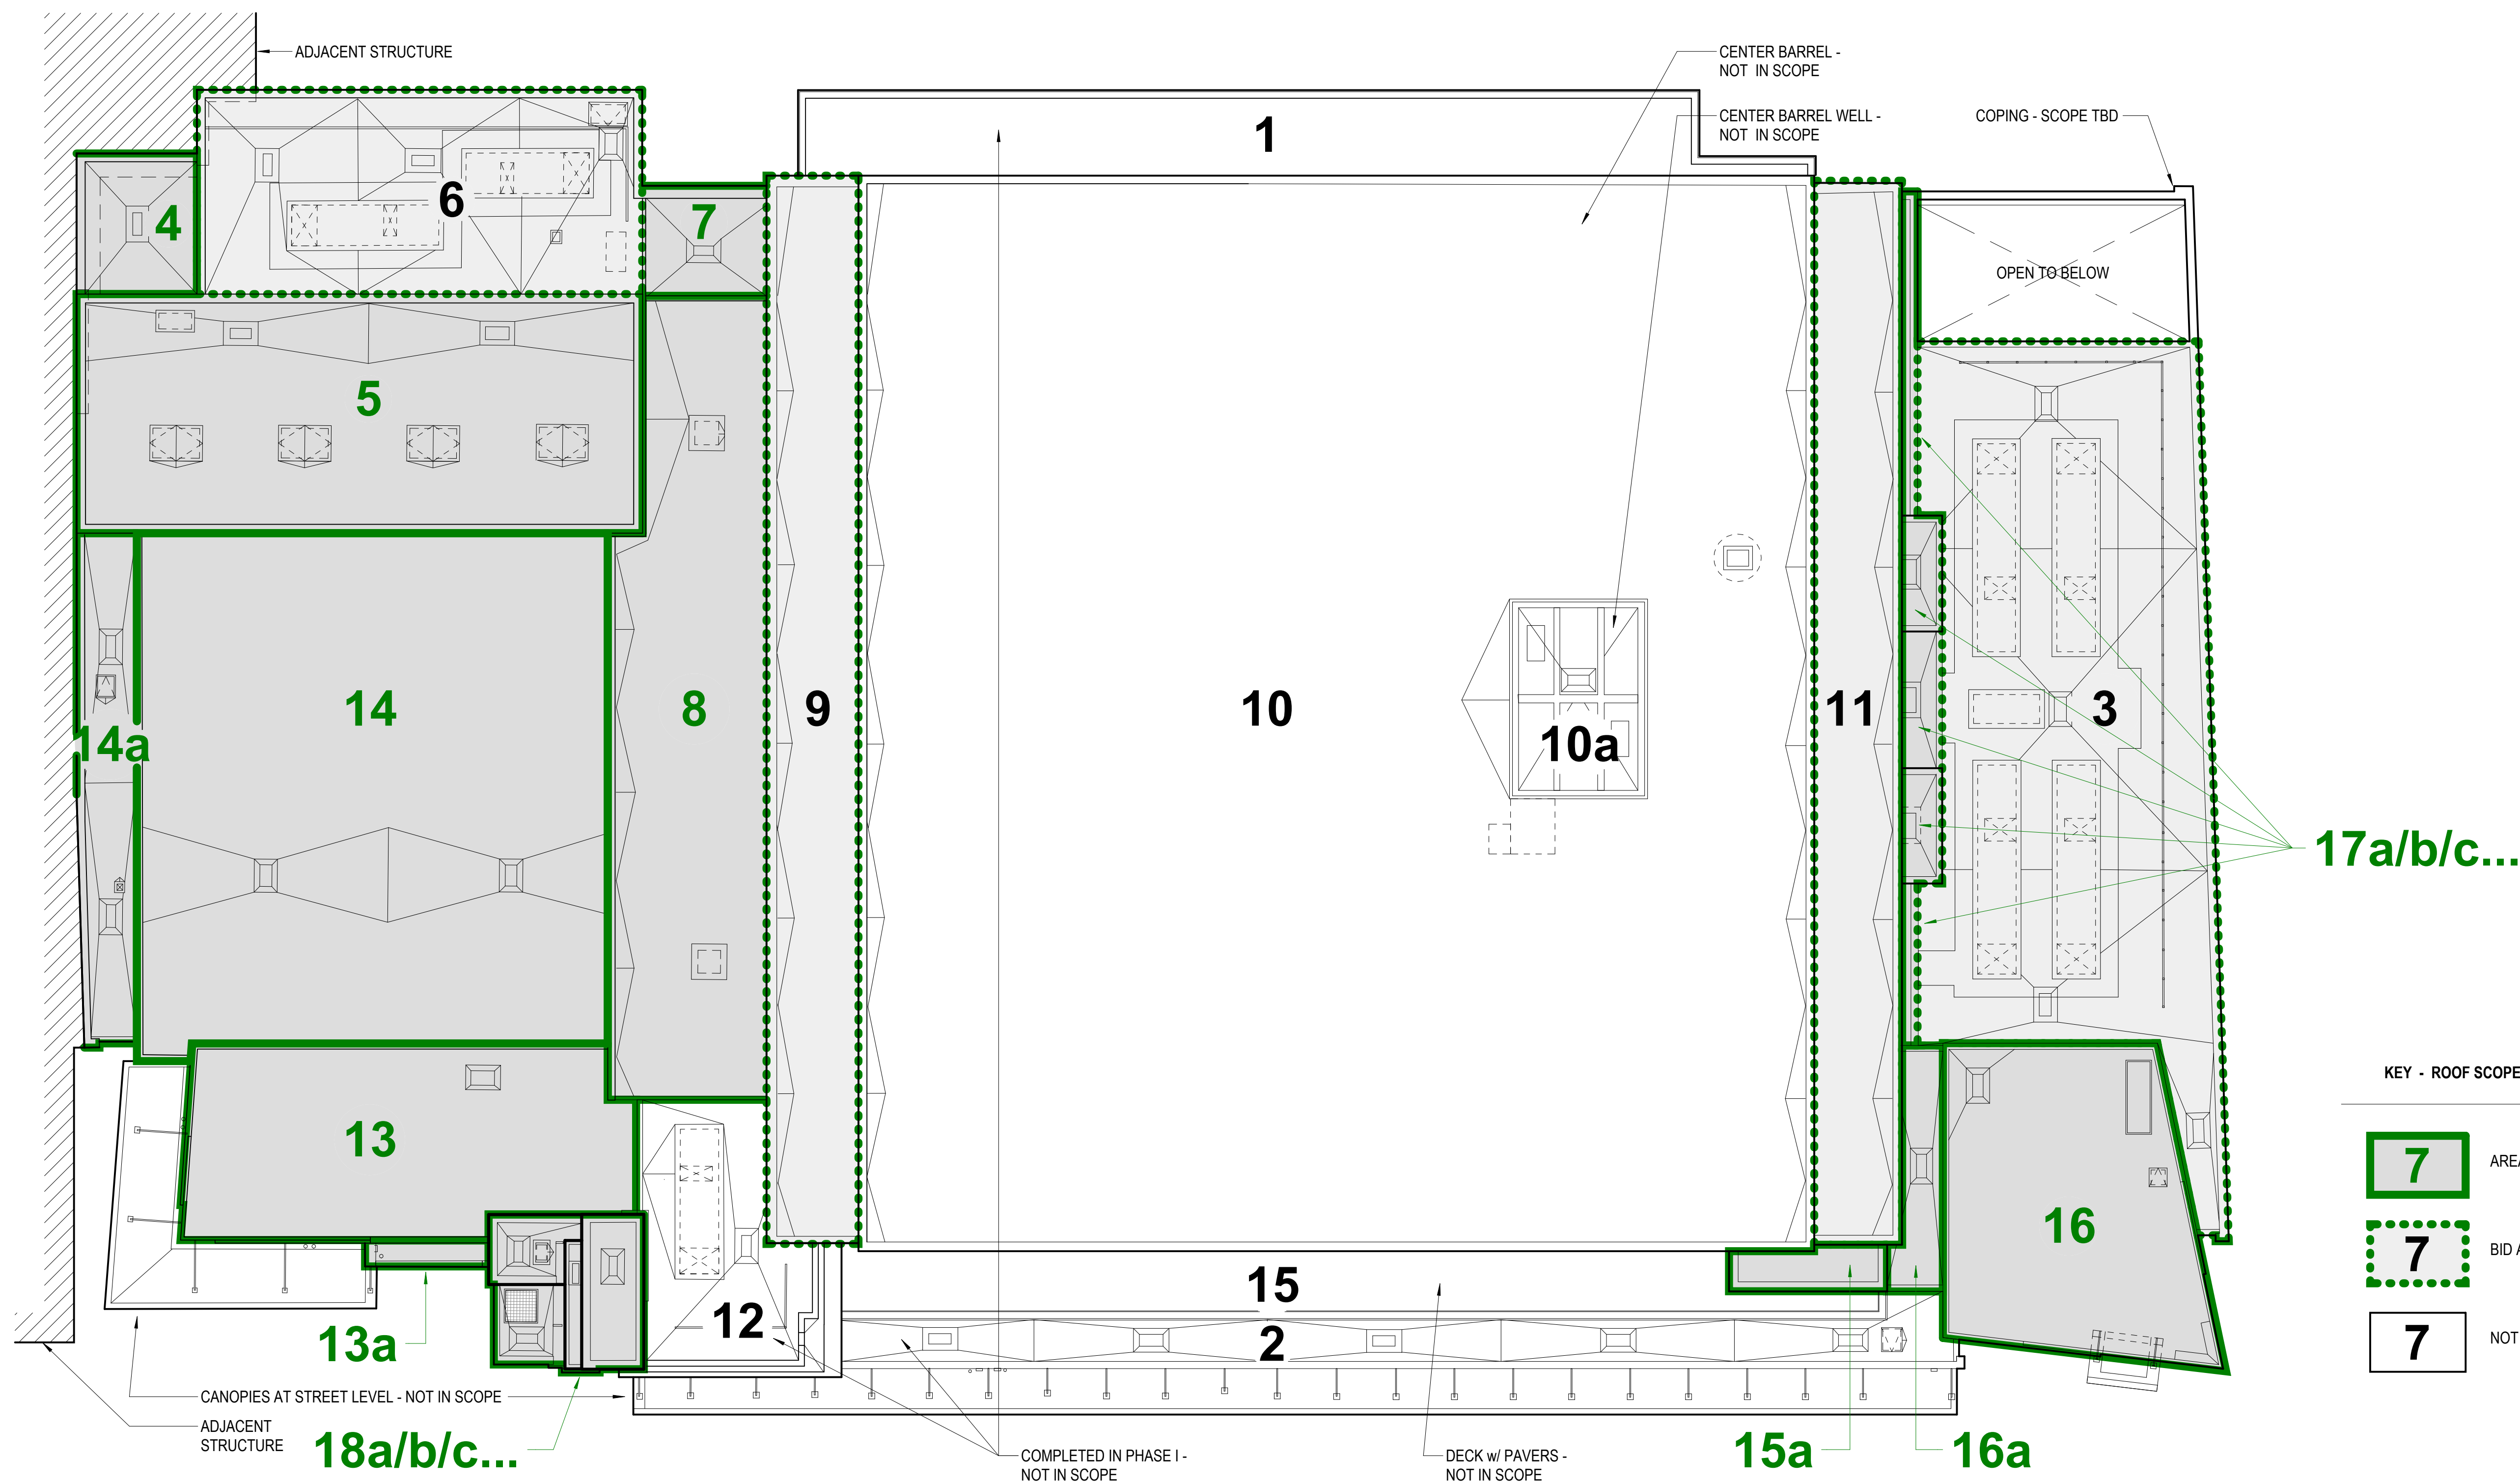 ADJACENT STRUCTURE
CENTER BARREL -
NOT IN SCOPE
CENTER BARREL WELL -
NOT IN SCOPE
COPING - SCOPE TBD
1
6
4
7
OPEN TO BELOW
5
14
14a
8
9
10
10a
11
3
17a/b/c...
KEY - ROOF SCOPE
7
AREA
7
BID A
7
NOT
13
16
15
12
2
13a
CANOPIES AT STREET LEVEL - NOT IN SCOPE
ADJACENT
STRUCTURE
18a/b/c...
COMPLETED IN PHASE I -
NOT IN SCOPE
DECK w/ PAVERS -
NOT IN SCOPE
15a
16a